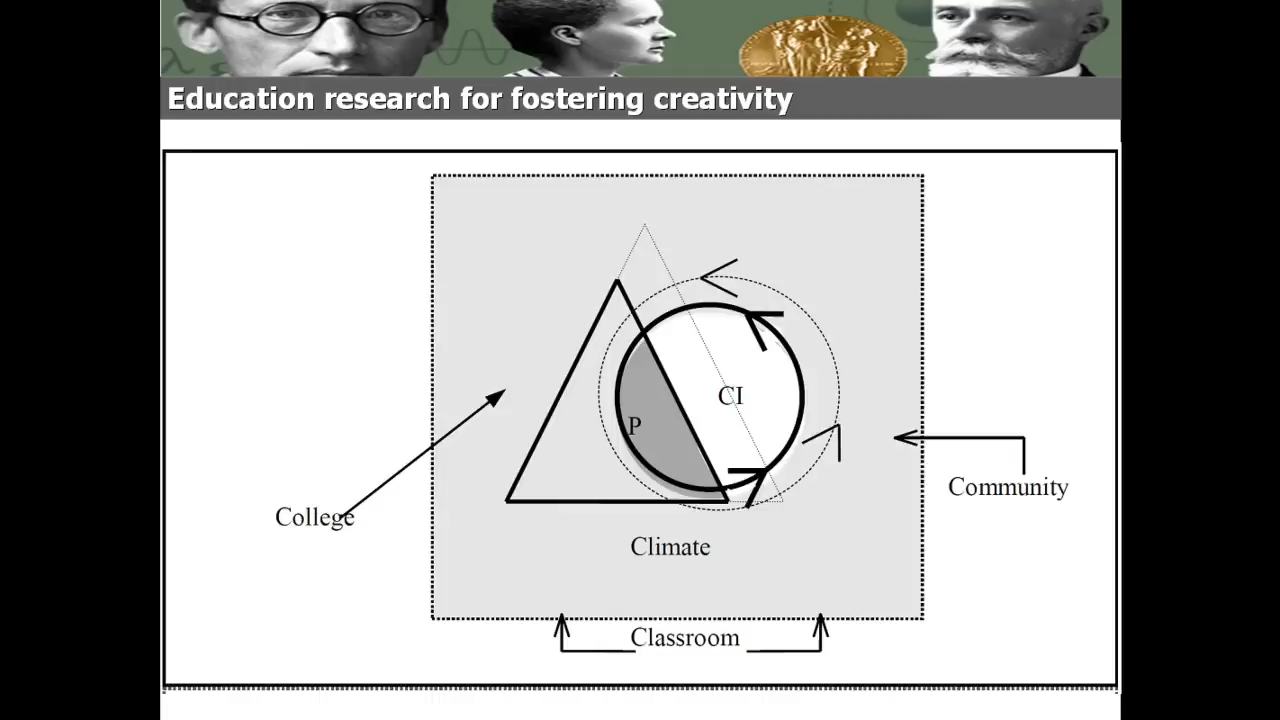 Education research for fostering creativity
CI
P
Community
College
Climate
Classroom